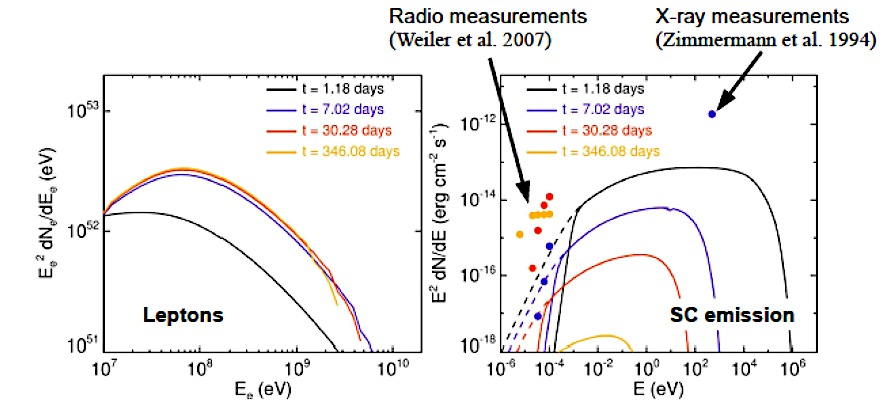 Radio measurements
(Weiler et al. 2007)
X-ray measurements
(Zimmermann et al. 1994)
E_e^2 dN_e/dE_e (eV)
10^53
10^52
10^51
t = 1.18 days
t = 7.02 days
t = 30.28 days
t = 346.08 days
Leptons
10^7 10^8 10^9 10^10
E_e (eV)
E^2 dN/dE (erg cm^-2 s^-1)
10^-12
10^-14
10^-16
10^-18
t = 1.18 days
t = 7.02 days
t = 30.28 days
t = 346.08 days
SC emission
10^-6 10^-4 10^-2 10^0 10^2 10^4 10^6
E (eV)